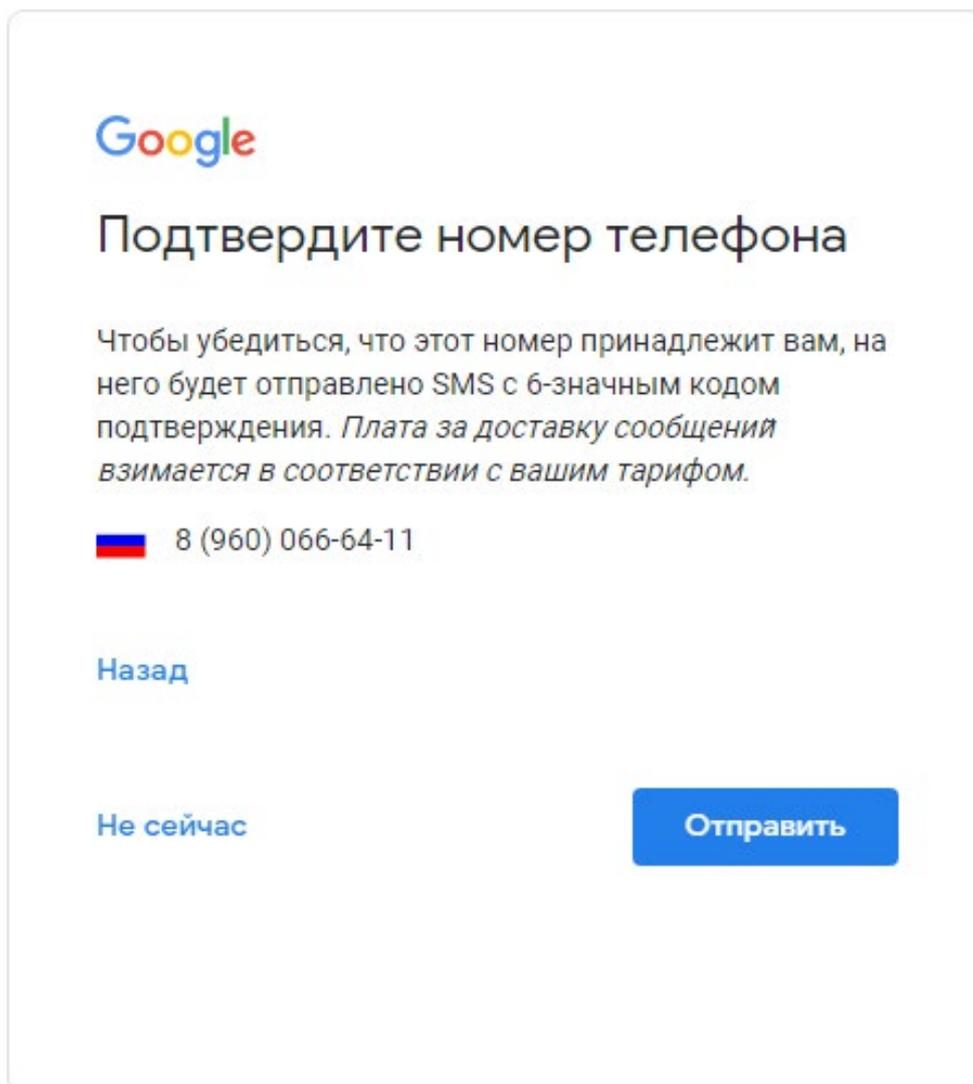 Google
Подтвердите номер телефона
Чтобы убедиться, что этот номер принадлежит вам, на
него будет отправлено SMS с 6-значным кодом
подтверждения. Плата за доставку сообщений
взимается в соответствии с вашим тарифом.
8 (960) 066-64-11
Назад
Не сейчас
Отправить